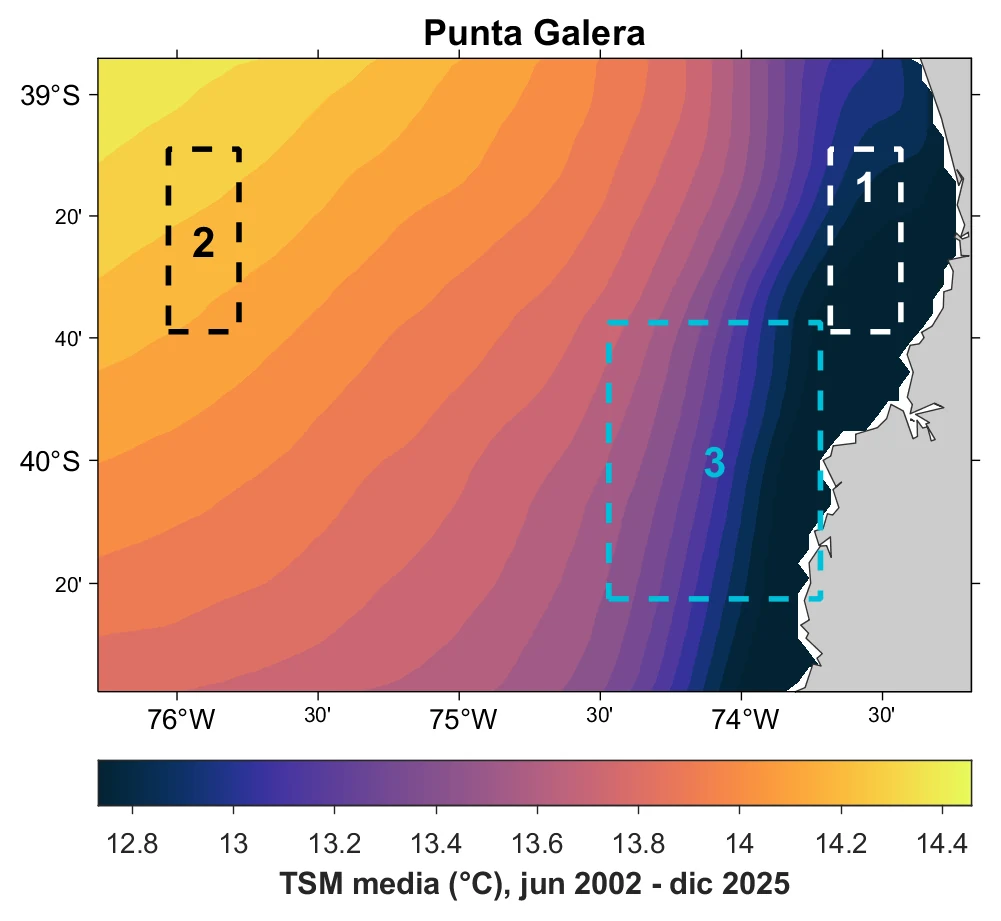 Punta Galera
39°S
20'
40'
40°S
20'
1
2
3
76°W 30' 75°W 30' 74°W 30'
12.8 13 13.2 13.4 13.6 13.8 14 14.2 14.4
TSM media (°C), jun 2002 - dic 2025